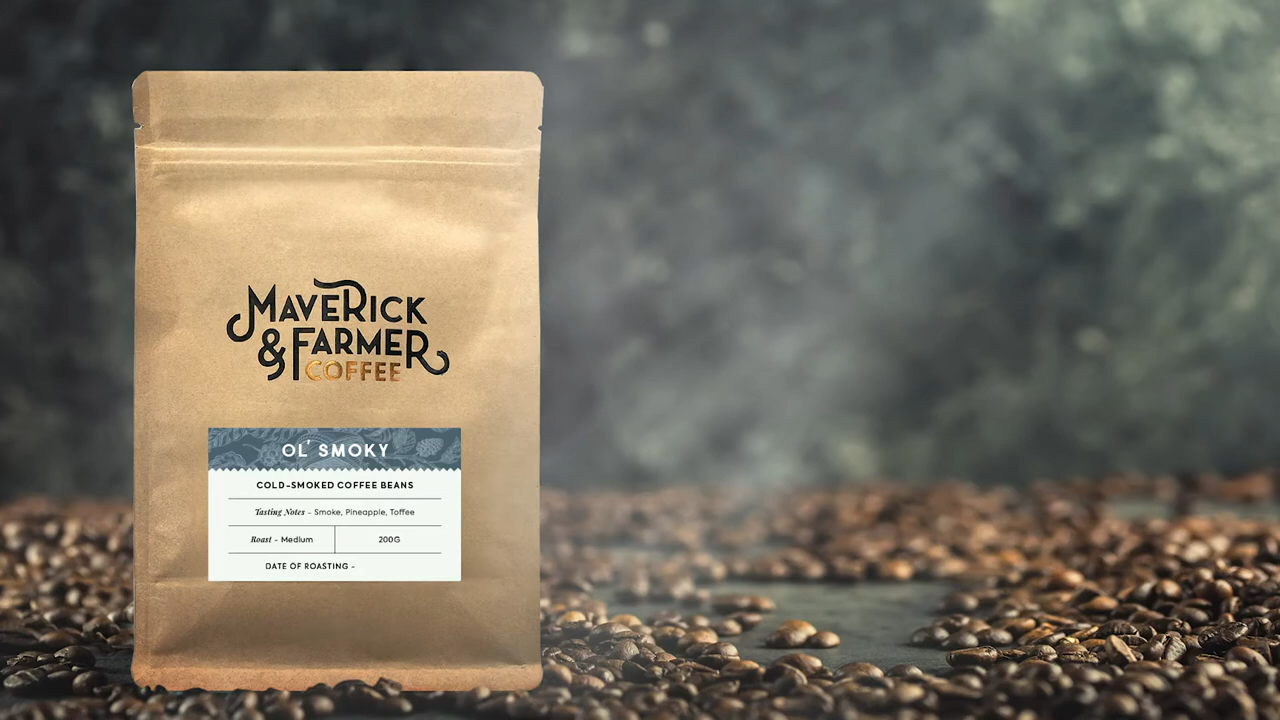 MAVERICK
& FARMER
COFFEE
OL' SMOKY
COLD-SMOKED COFFEE BEANS
Tasting Notes - Smoke, Pineapple, Toffee
Roast - Medium
200G
DATE OF ROASTING -